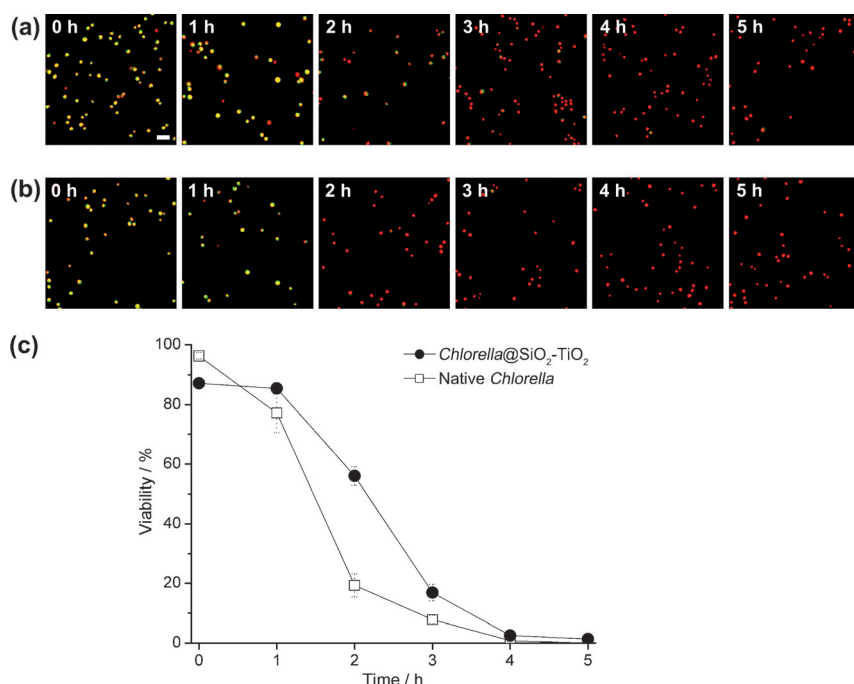 (a)
0 h 1 h 2 h 3 h 4 h 5 h
(b)
0 h 1 h 2 h 3 h 4 h 5 h
(c)
Chlorella@SiO₂-TiO₂
Native Chlorella
Viability / %
100
80
60
40
20
0
0 1 2 3 4 5
Time / h